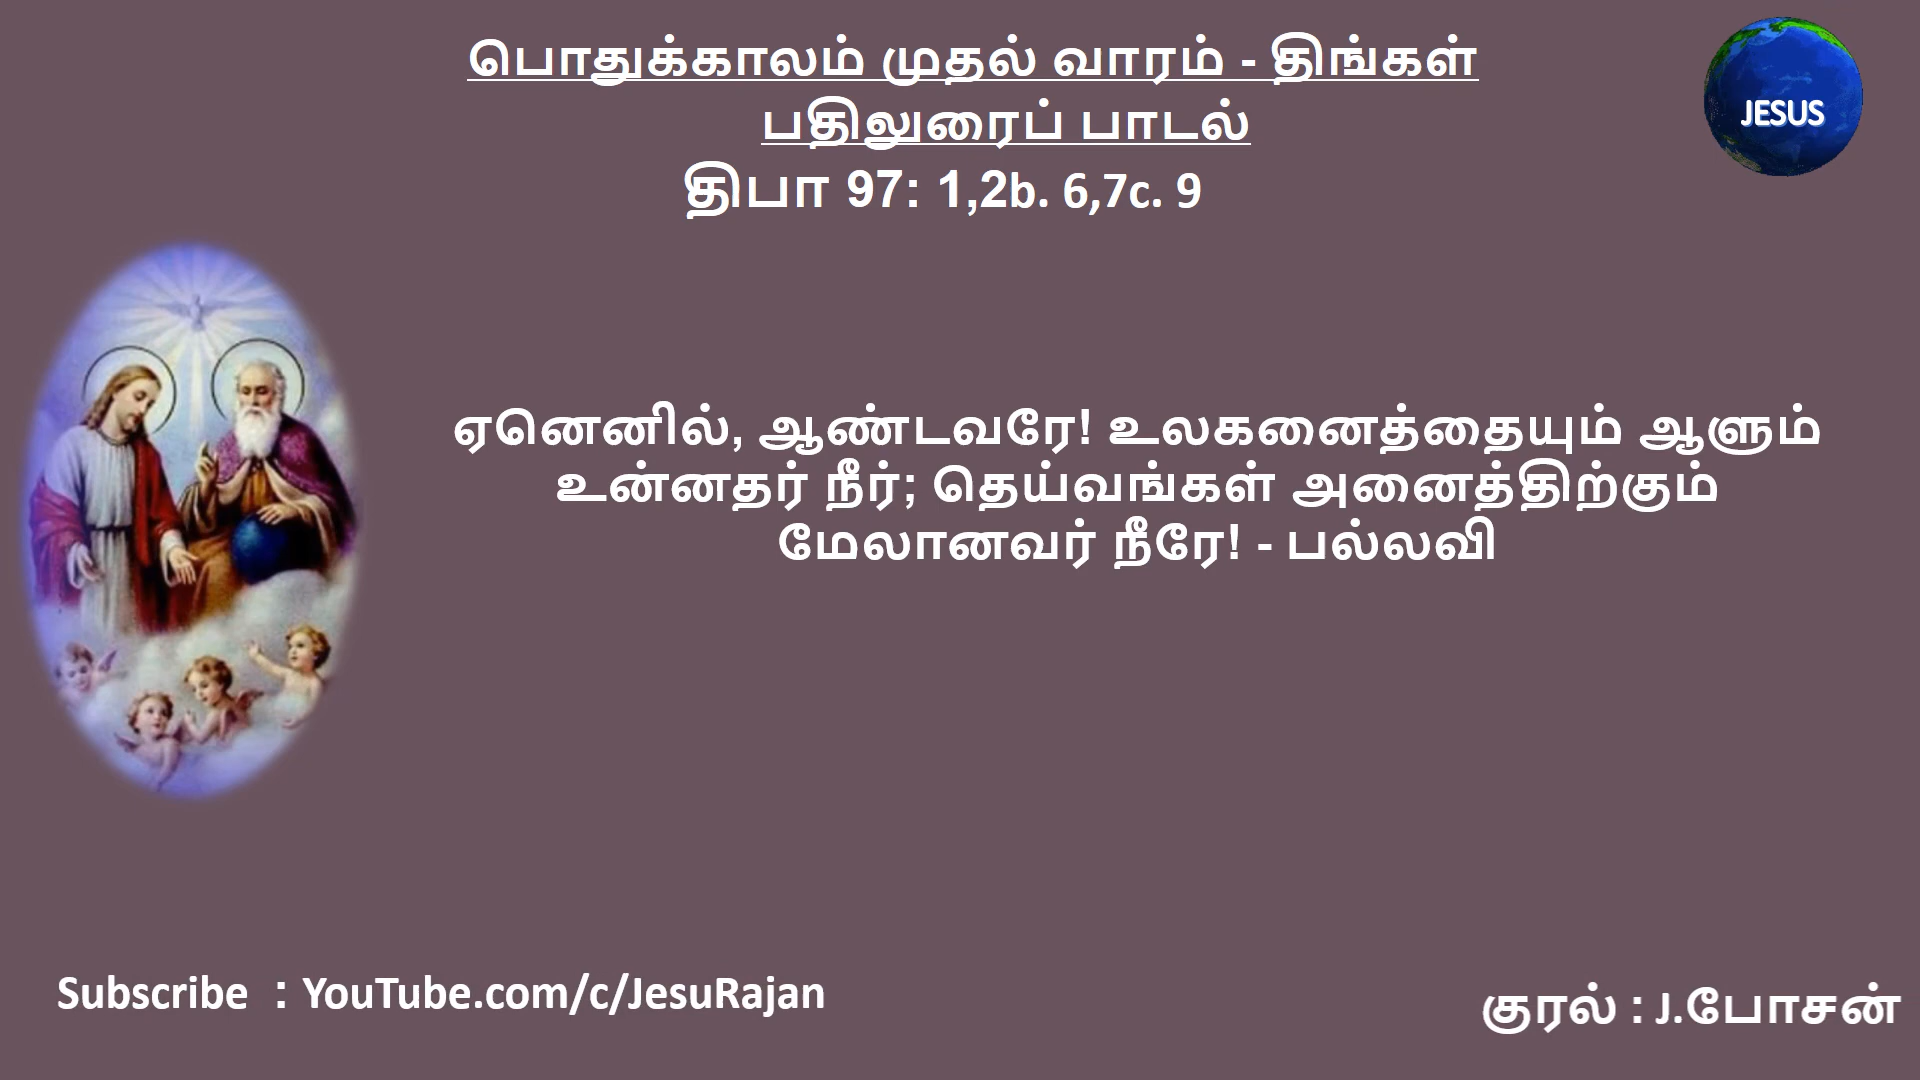 பொதுக்காலம் முதல் வாரம் - திங்கள்
பதிலுரைப் பாடல்
திபா 97: 1,2b. 6,7c. 9
JESUS
ஏனெனில், ஆண்டவரே! உலகனைத்தையும் ஆளும்
உன்னதர் நீர்; தெய்வங்கள் அனைத்திற்கும்
மேலானவர் நீரே! - பல்லவி
Subscribe : YouTube.com/c/JesuRajan
குரல் : J.போசன்